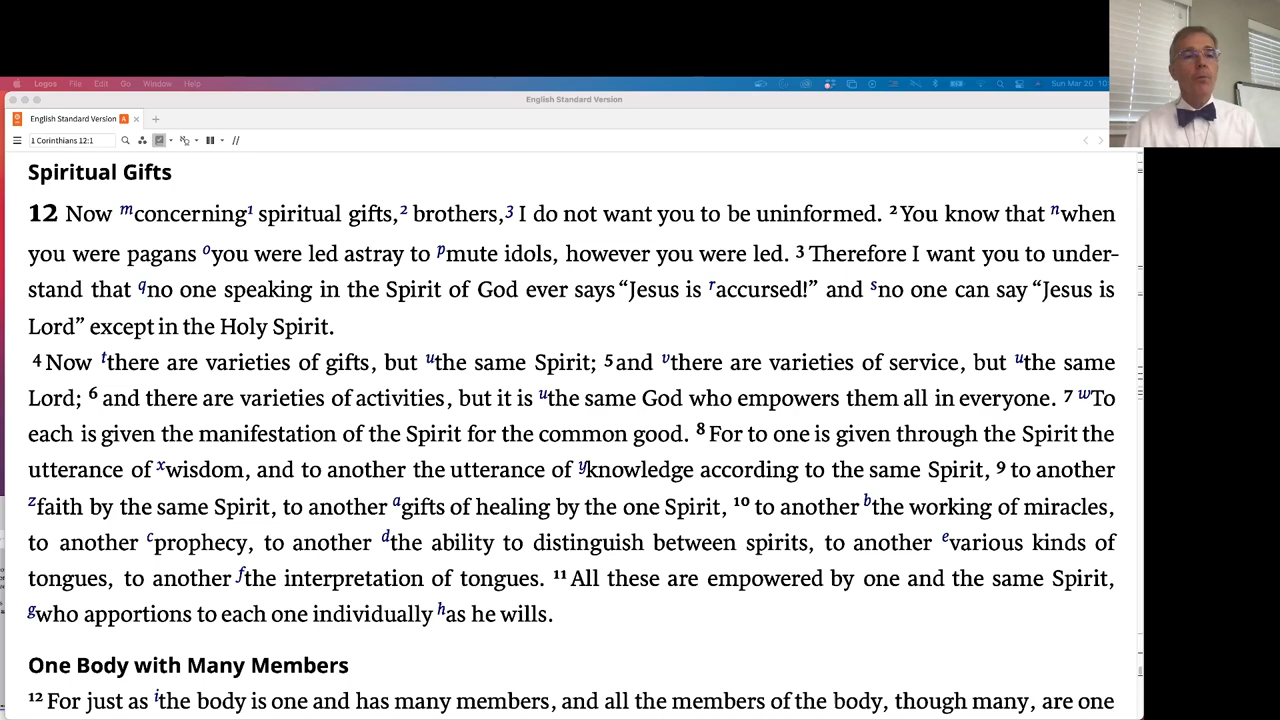 Logos File Edit Go Window Help Sun Mar 20
English Standard Version
English Standard Version A
1 Corinthians 12:1
Spiritual Gifts
12 Now mconcerning1 spiritual gifts,2 brothers,3 I do not want you to be uninformed. 2 You know that nwhen
you were pagans oyou were led astray to pmute idols, however you were led. 3 Therefore I want you to under-
stand that qno one speaking in the Spirit of God ever says “Jesus is raccursed!” and sno one can say “Jesus is
Lord” except in the Holy Spirit.
4 Now tthere are varieties of gifts, but uthe same Spirit; 5 and vthere are varieties of service, but uthe same
Lord; 6 and there are varieties of activities, but it is uthe same God who empowers them all in everyone. 7 wTo
each is given the manifestation of the Spirit for the common good. 8 For to one is given through the Spirit the
utterance of xwisdom, and to another the utterance of yknowledge according to the same Spirit, 9 to another
zfaith by the same Spirit, to another agifts of healing by the one Spirit, 10 to another bthe working of miracles,
to another cprophecy, to another dthe ability to distinguish between spirits, to another evarious kinds of
tongues, to another fthe interpretation of tongues. 11 All these are empowered by one and the same Spirit,
gwho apportions to each one individually has he wills.
One Body with Many Members
12 For just as ithe body is one and has many members, and all the members of the body, though many, are one